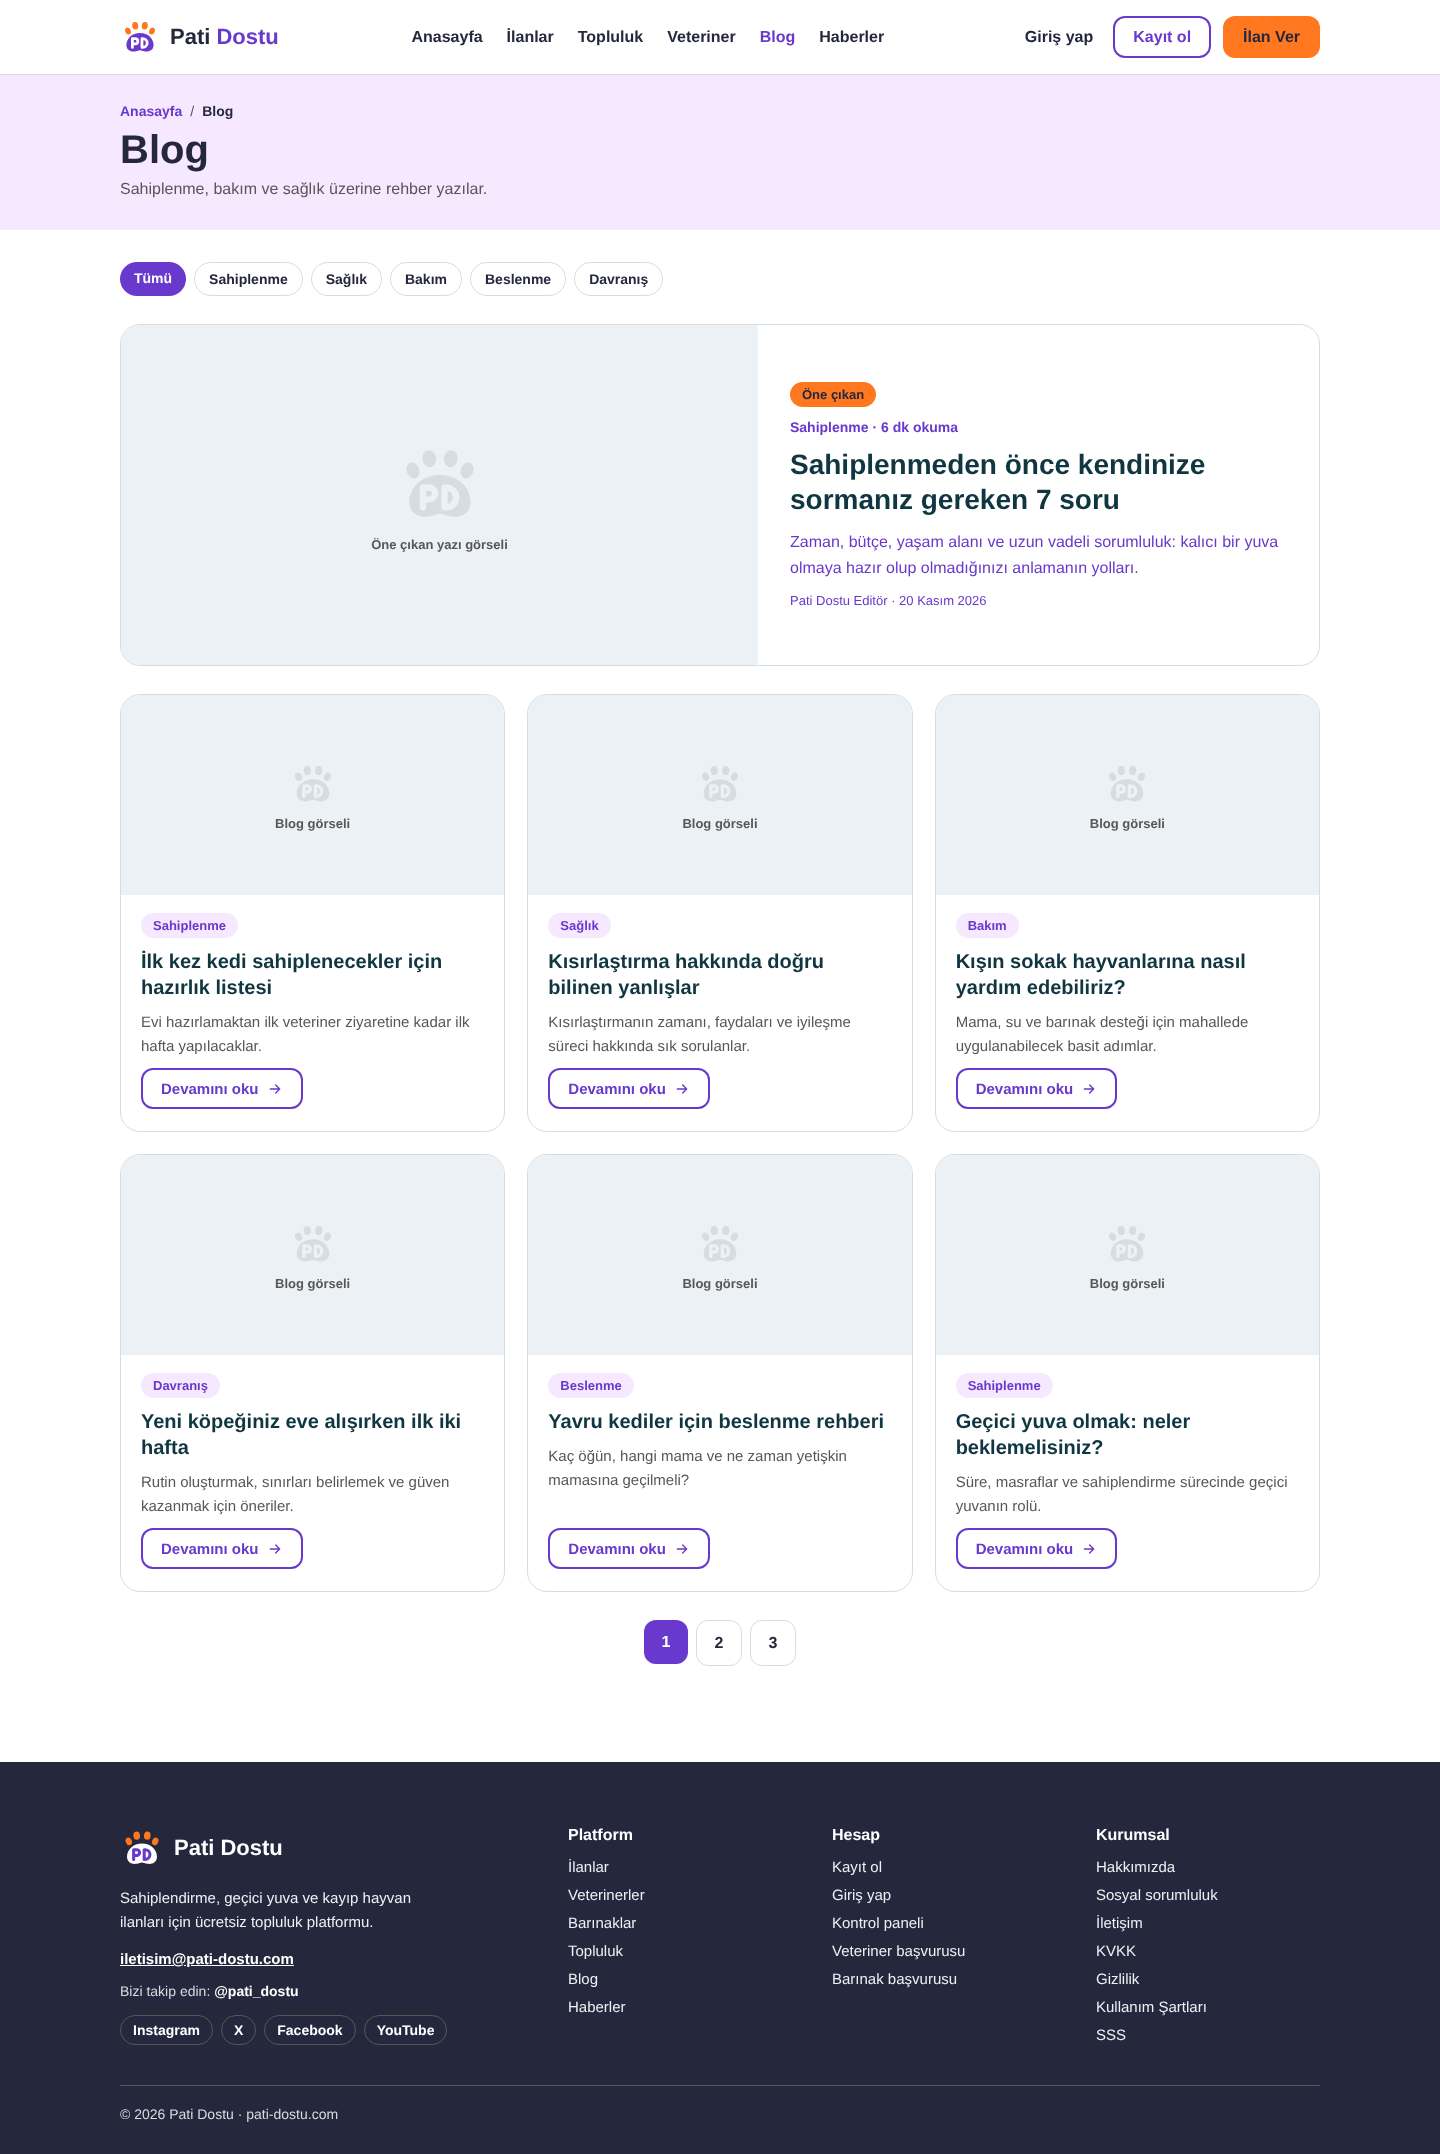 PD
Pati Dostu
Anasayfa
İlanlar
Topluluk
Veteriner
Blog
Haberler
Giriş yap
Kayıt ol
İlan Ver
Anasayfa / Blog
Blog
Sahiplenme, bakım ve sağlık üzerine rehber yazılar.
Tümü
Sahiplenme
Sağlık
Bakım
Beslenme
Davranış
PD
Öne çıkan yazı görseli
Öne çıkan
Sahiplenme · 6 dk okuma
Sahiplenmeden önce kendinize
sormanız gereken 7 soru
Zaman, bütçe, yaşam alanı ve uzun vadeli sorumluluk: kalıcı bir yuva
olmaya hazır olup olmadığınızı anlamanın yolları.
Pati Dostu Editör · 20 Kasım 2026
PD
Blog görseli
Sahiplenme
İlk kez kedi sahiplenecekler için
hazırlık listesi
Evi hazırlamaktan ilk veteriner ziyaretine kadar ilk
hafta yapılacaklar.
Devamını oku →
PD
Blog görseli
Sağlık
Kısırlaştırma hakkında doğru
bilinen yanlışlar
Kısırlaştırmanın zamanı, faydaları ve iyileşme
süreci hakkında sık sorulanlar.
Devamını oku →
PD
Blog görseli
Bakım
Kışın sokak hayvanlarına nasıl
yardım edebiliriz?
Mama, su ve barınak desteği için mahallede
uygulanabilecek basit adımlar.
Devamını oku →
PD
Blog görseli
Davranış
Yeni köpeğiniz eve alışırken ilk iki
hafta
Rutin oluşturmak, sınırları belirlemek ve güven
kazanmak için öneriler.
Devamını oku →
PD
Blog görseli
Beslenme
Yavru kediler için beslenme rehberi
Kaç öğün, hangi mama ve ne zaman yetişkin
mamasına geçilmeli?
Devamını oku →
PD
Blog görseli
Sahiplenme
Geçici yuva olmak: neler
beklemelisiniz?
Süre, masraflar ve sahiplendirme sürecinde geçici
yuvanın rolü.
Devamını oku →
1
2
3
PD
Pati Dostu
Sahiplendirme, geçici yuva ve kayıp hayvan
ilanları için ücretsiz topluluk platformu.
iletisim@pati-dostu.com
Bizi takip edin: @pati_dostu
Instagram
X
Facebook
YouTube
Platform
İlanlar
Veterinerler
Barınaklar
Topluluk
Blog
Haberler
Hesap
Kayıt ol
Giriş yap
Kontrol paneli
Veteriner başvurusu
Barınak başvurusu
Kurumsal
Hakkımızda
Sosyal sorumluluk
İletişim
KVKK
Gizlilik
Kullanım Şartları
SSS
© 2026 Pati Dostu · pati-dostu.com